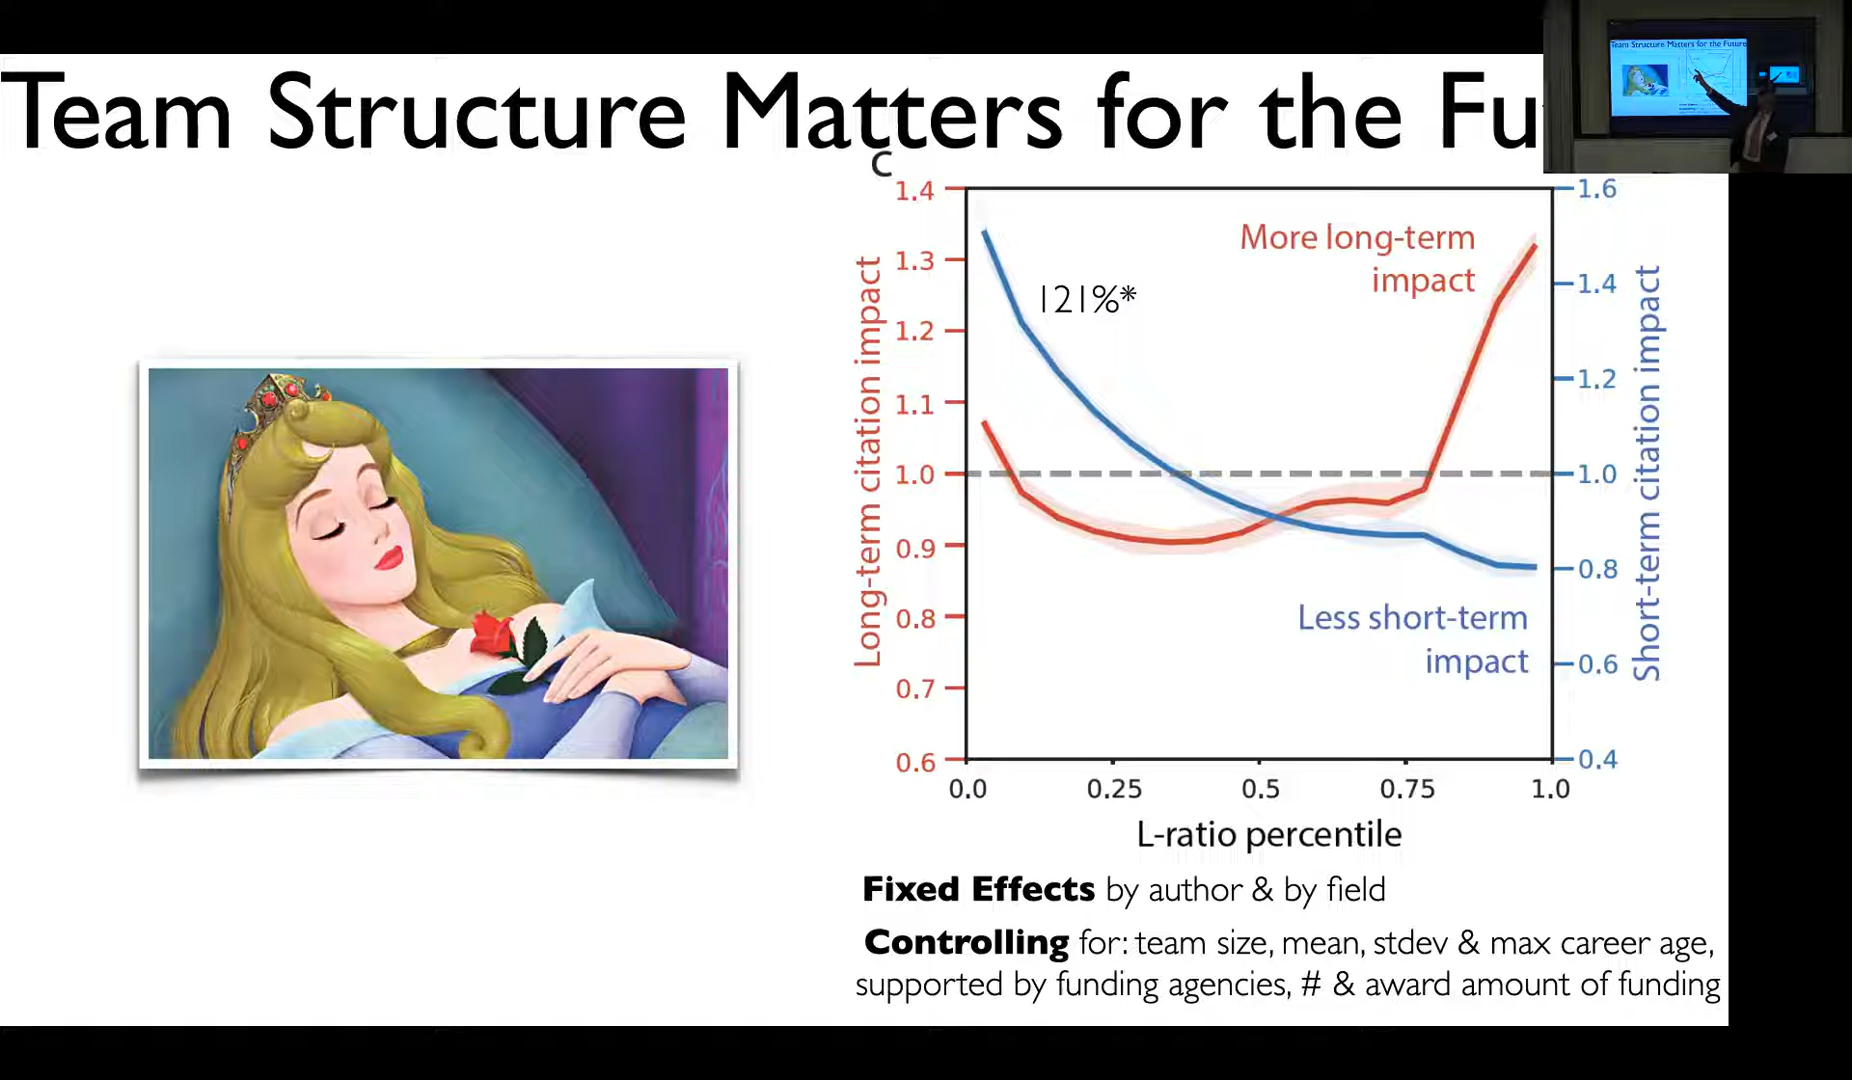 Team Structure Matters for the Fu
Team Structure Matters for the Future
C
1.4
1.3
1.2
1.1
1.0
0.9
0.8
0.7
0.6
Long-term citation impact
121%*
More long-term
impact
Less short-term
impact
1.6
1.4
1.2
1.0
0.8
0.6
0.4
Short-term citation impact
0.0 0.25 0.5 0.75 1.0
L-ratio percentile
Fixed Effects by author & by field
Controlling for: team size, mean, stdev & max career age,
supported by funding agencies, # & award amount of funding